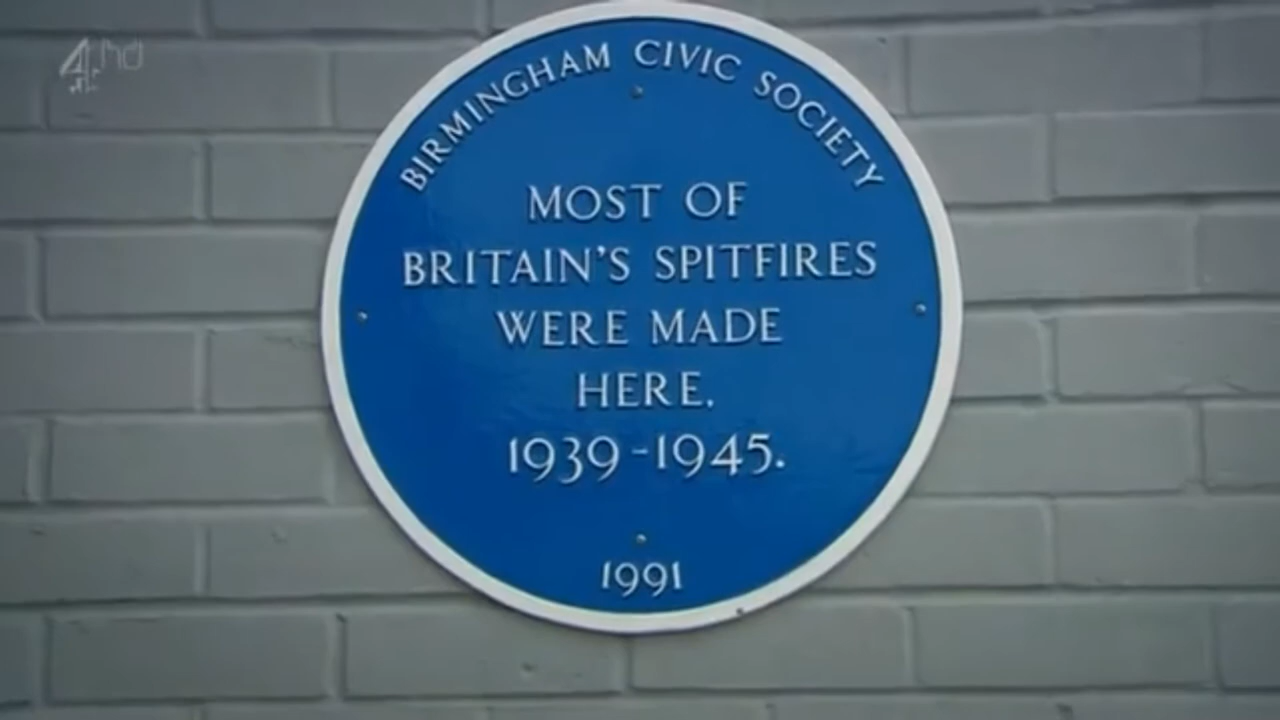 4hd
BIRMINGHAM CIVIC SOCIETY
MOST OF
BRITAIN'S SPITFIRES
WERE MADE
HERE.
1939-1945.
1991